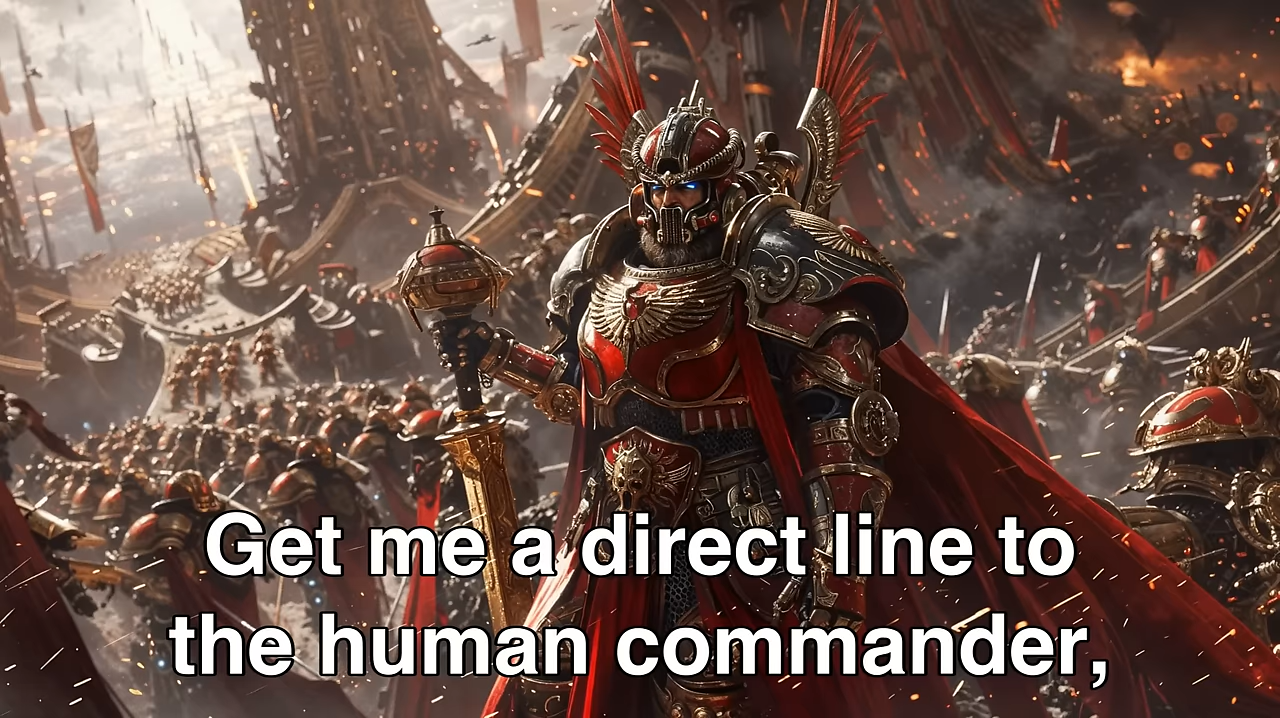 Get me a direct line to
the human commander,